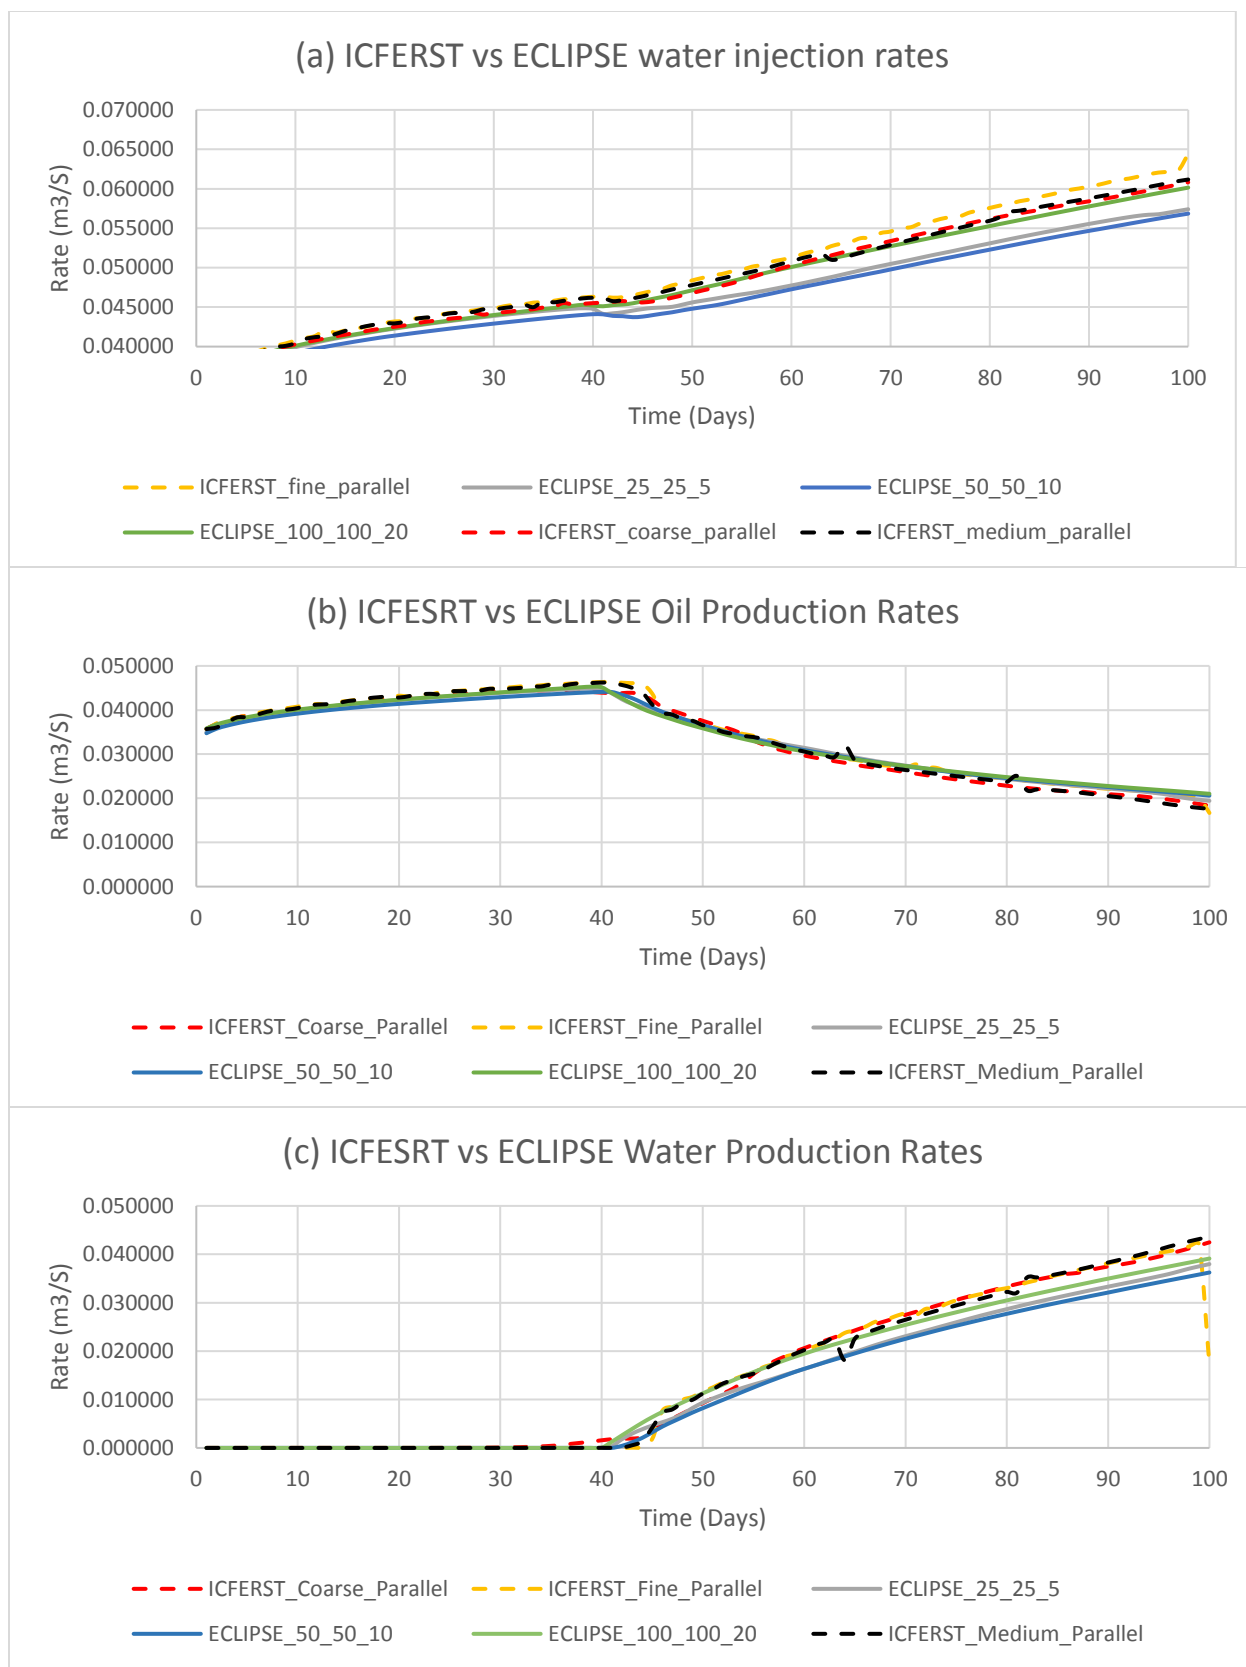 (a) ICFERST vs ECLIPSE water injection rates
0.070000
0.065000
0.060000
0.055000
0.050000
0.045000
0.040000
Rate (m3/S)
0 10 20 30 40 50 60 70 80 90 100
Time (Days)
ICFERST_fine_parallel ECLIPSE_25_25_5 ECLIPSE_50_50_10
ECLIPSE_100_100_20 ICFERST_coarse_parallel ICFERST_medium_parallel
(b) ICFESRT vs ECLIPSE Oil Production Rates
0.050000
0.040000
0.030000
0.020000
0.010000
0.000000
Rate (m3/S)
0 10 20 30 40 50 60 70 80 90 100
Time (Days)
ICFERST_Coarse_Parallel ICFERST_Fine_Parallel ECLIPSE_25_25_5
ECLIPSE_50_50_10 ECLIPSE_100_100_20 ICFERST_Medium_Parallel
(c) ICFESRT vs ECLIPSE Water Production Rates
0.050000
0.040000
0.030000
0.020000
0.010000
0.000000
Rate (m3/S)
0 10 20 30 40 50 60 70 80 90 100
Time (Days)
ICFERST_Coarse_Parallel ICFERST_Fine_Parallel ECLIPSE_25_25_5
ECLIPSE_50_50_10 ECLIPSE_100_100_20 ICFERST_Medium_Parallel